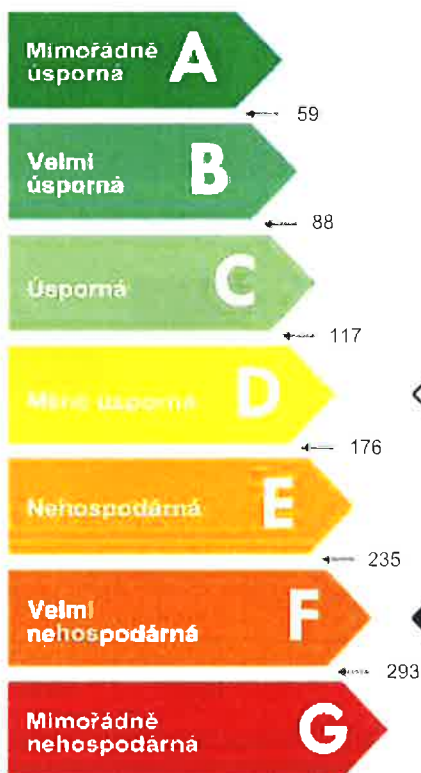 Mimořádně
úsporná
A
59
Velmi
úsporná
B
88
Úsporná
C
117
Méně úsporná
D
176
Nehospodárná
E
235
Velmi
nehospodárná
F
293
Mimořádně
nehospodárná
G